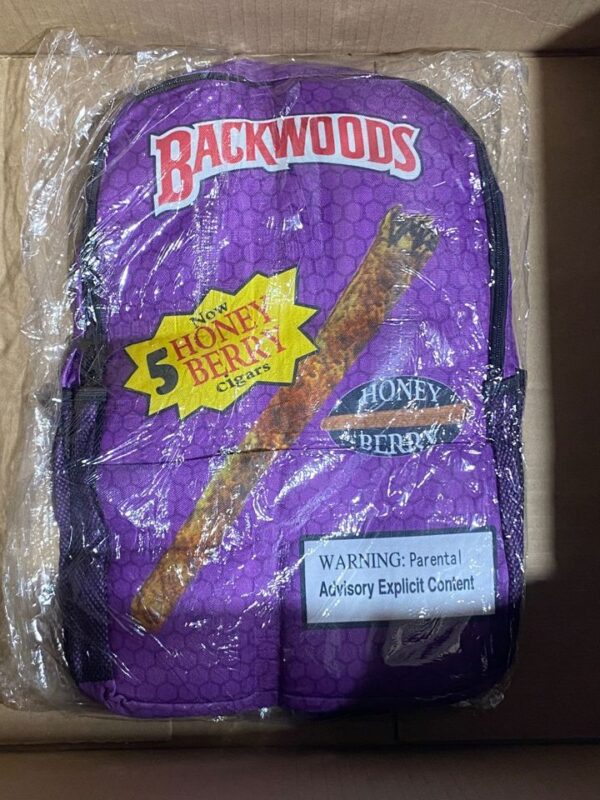 BACKWOODS
Now
5 HONEY
BERRY
cigars
HONEY
BERRY
WARNING: Parental
Advisory Explicit Content